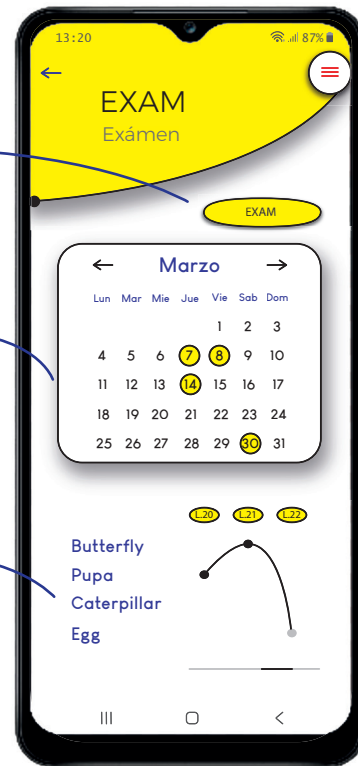 13:20 87%
EXAM
Exámen
EXAM
Marzo
Lun Mar Mie Jue Vie Sab Dom
1 2 3
4 5 6 7 8 9 10
11 12 13 14 15 16 17
18 19 20 21 22 23 24
25 26 27 28 29 30 31
L.20 L.21 L.22
Butterfly
Pupa
Caterpillar
Egg